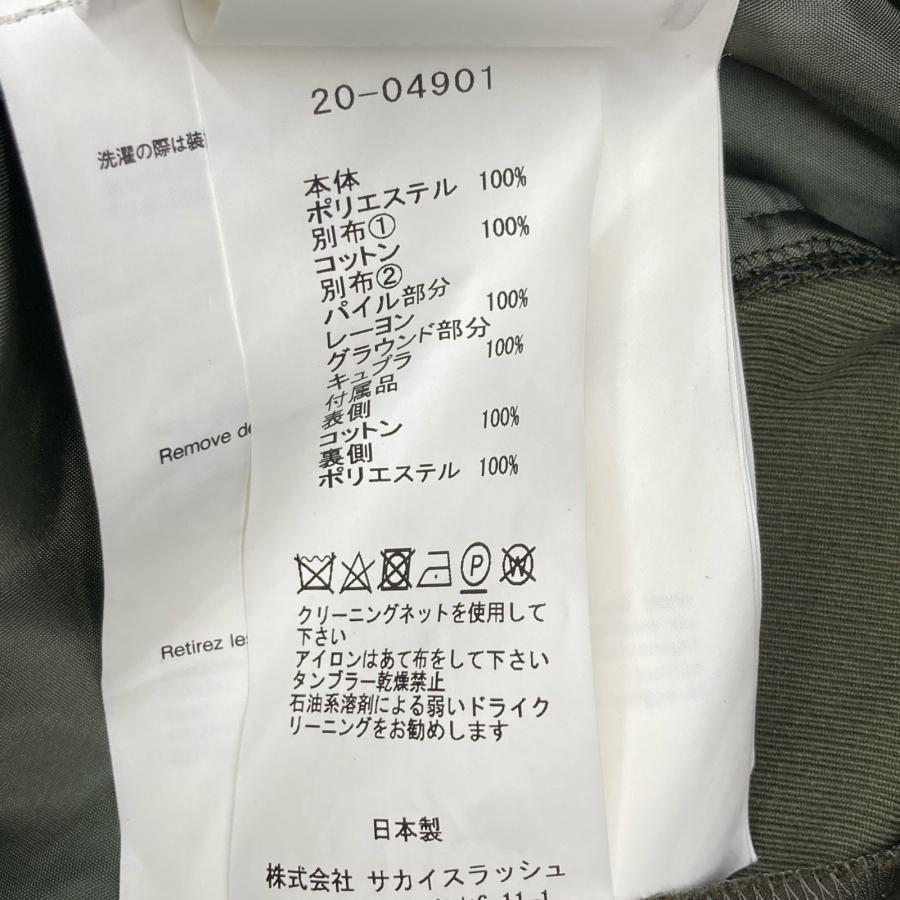 20-04901
洗濯の際は装
本体
ポリエステル 100%
別布①
コットン 100%
別布②
パイル部分
レーヨン 100%
グラウンド部分
キュプラ 100%
付属品
表側
コットン 100%
裏側
ポリエステル 100%
Remove de
P
W
クリーニングネットを使用して
下さい
Retirez les
アイロンはあて布をして下さい
タンブラー乾燥禁止
石油系溶剤による弱いドライク
リーニングをお勧めします
日本製
株式会社 サカイスラッシュ
6-11-1